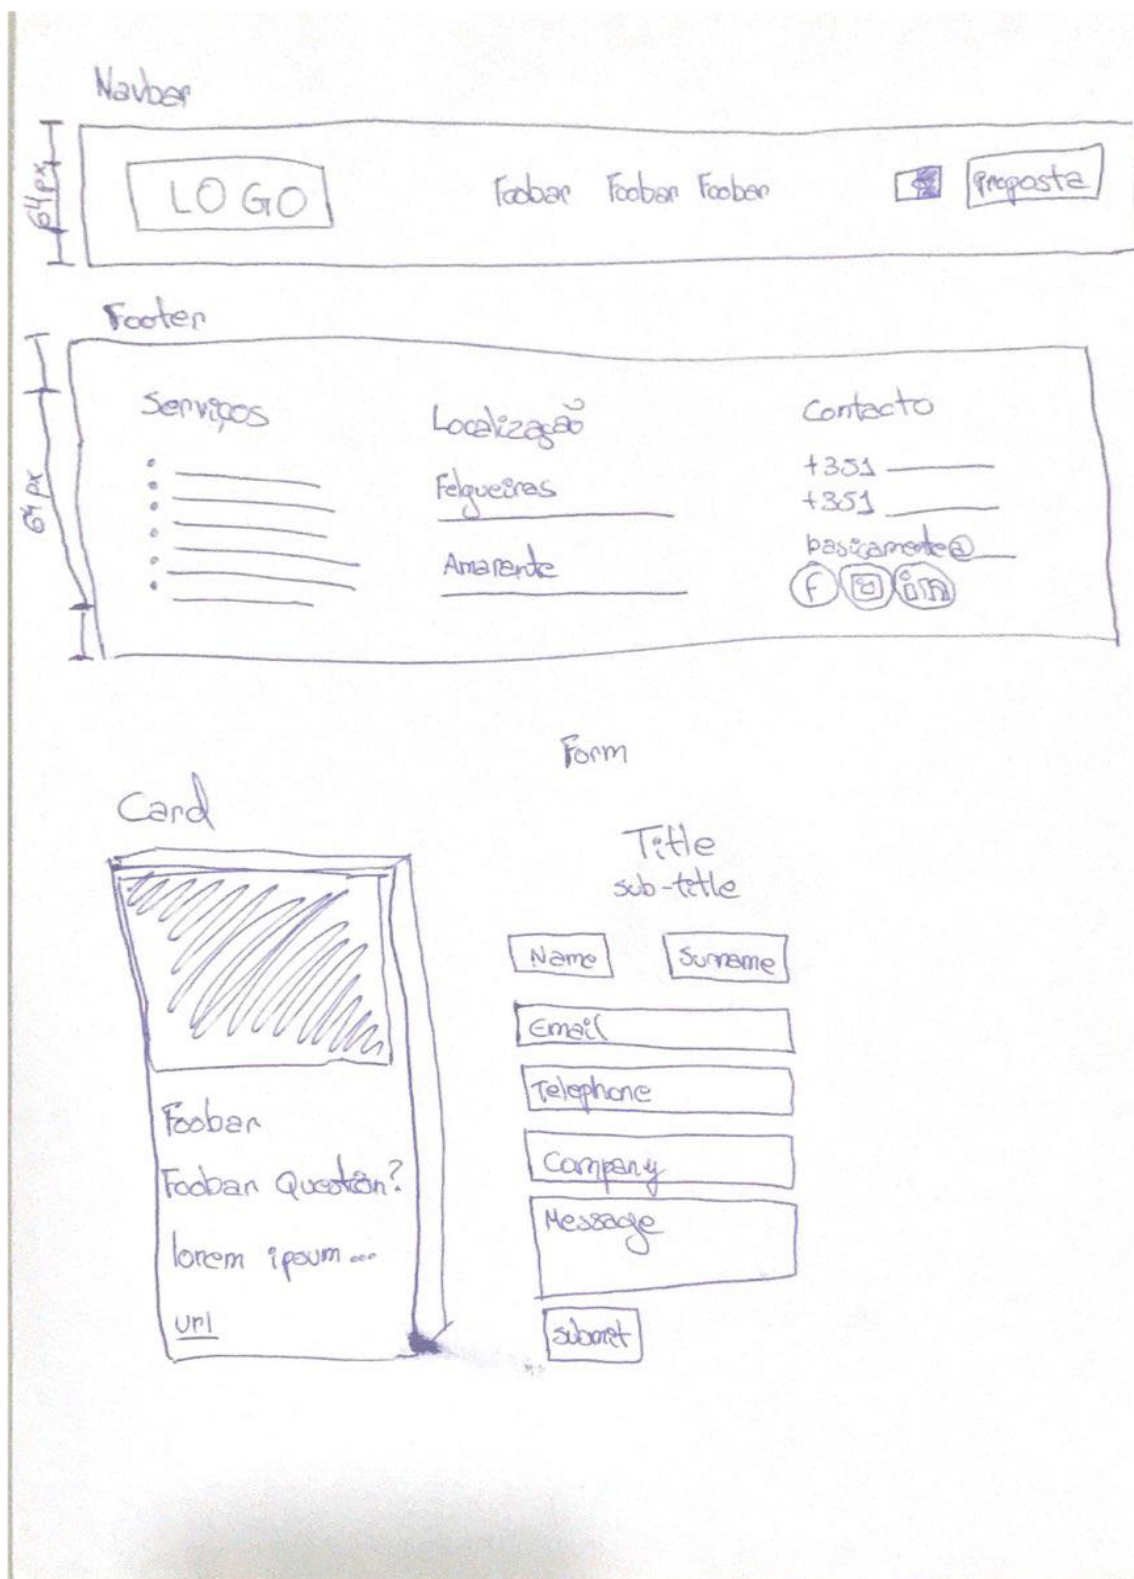 Navbar
64px
LOGO
Foobar Foobar Foobar
Proposta
Footer
64px
Serviços
Localização
Felgueiras
Amarante
Contacto
+351
+351
basicamente@
f in
Card
Foobar
Foobar Question?
lorem ipsum...
url
Form
Title
sub-title
Name Surname
Email
Telephone
Company
Message
submit